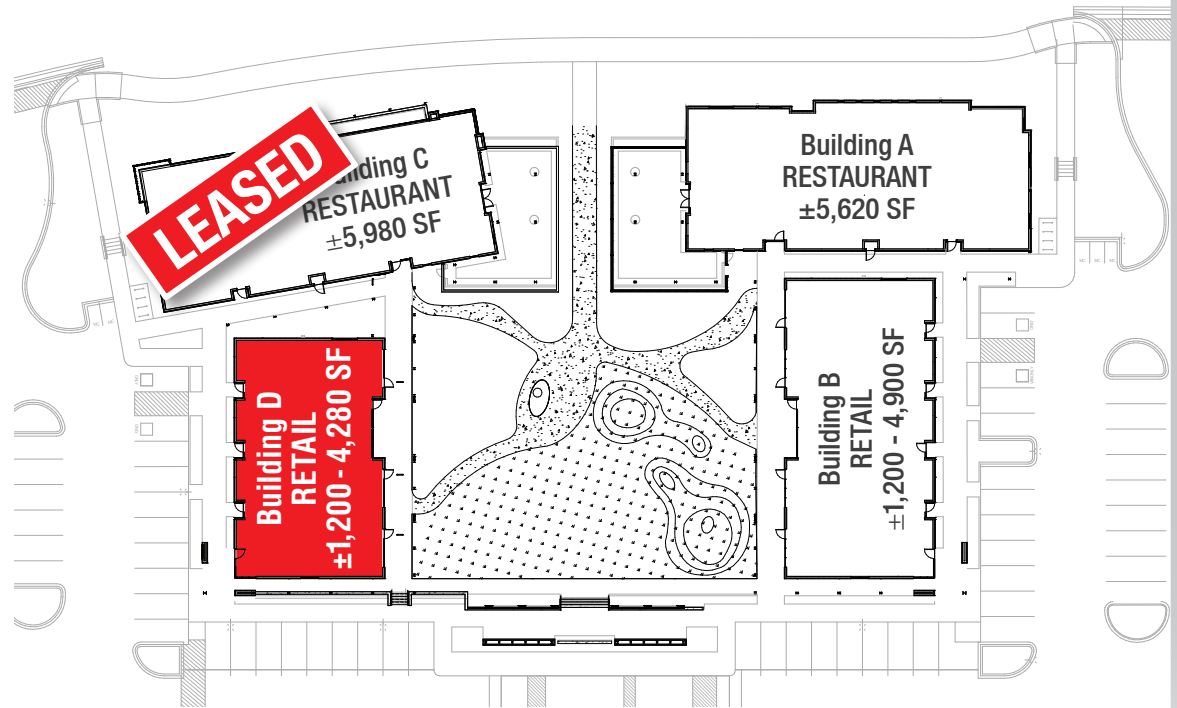 LEASED
Building C
RESTAURANT
±5,980 SF
Building A
RESTAURANT
±5,620 SF
Building D
RETAIL
±1,200 - 4,280 SF
Building B
RETAIL
±1,200 - 4,900 SF